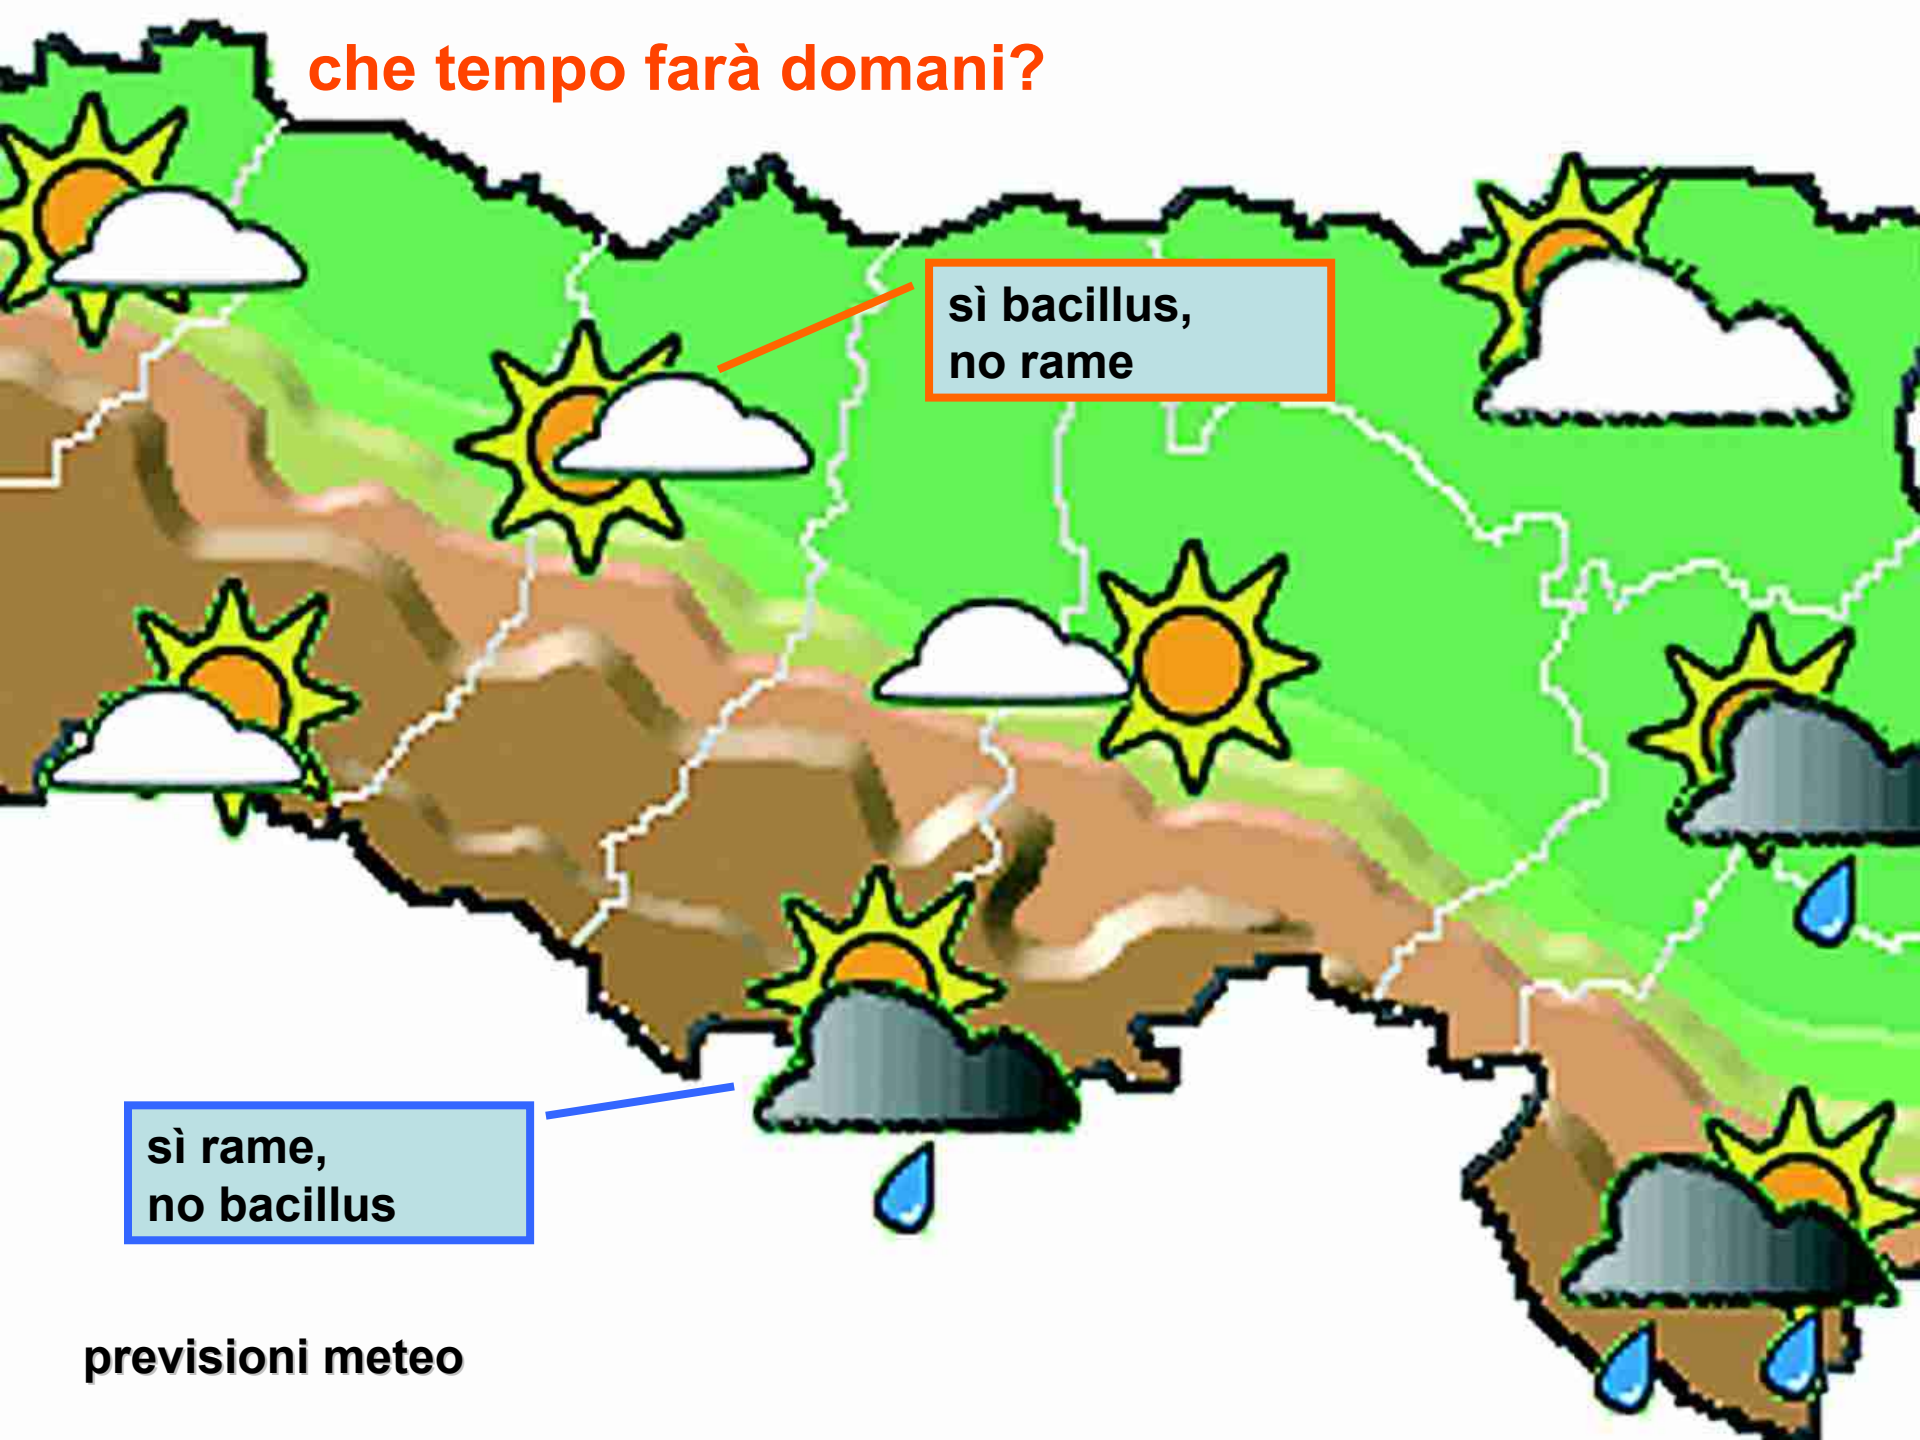 che tempo farà domani?
sì bacillus,
no rame
sì rame,
no bacillus
previsioni meteo